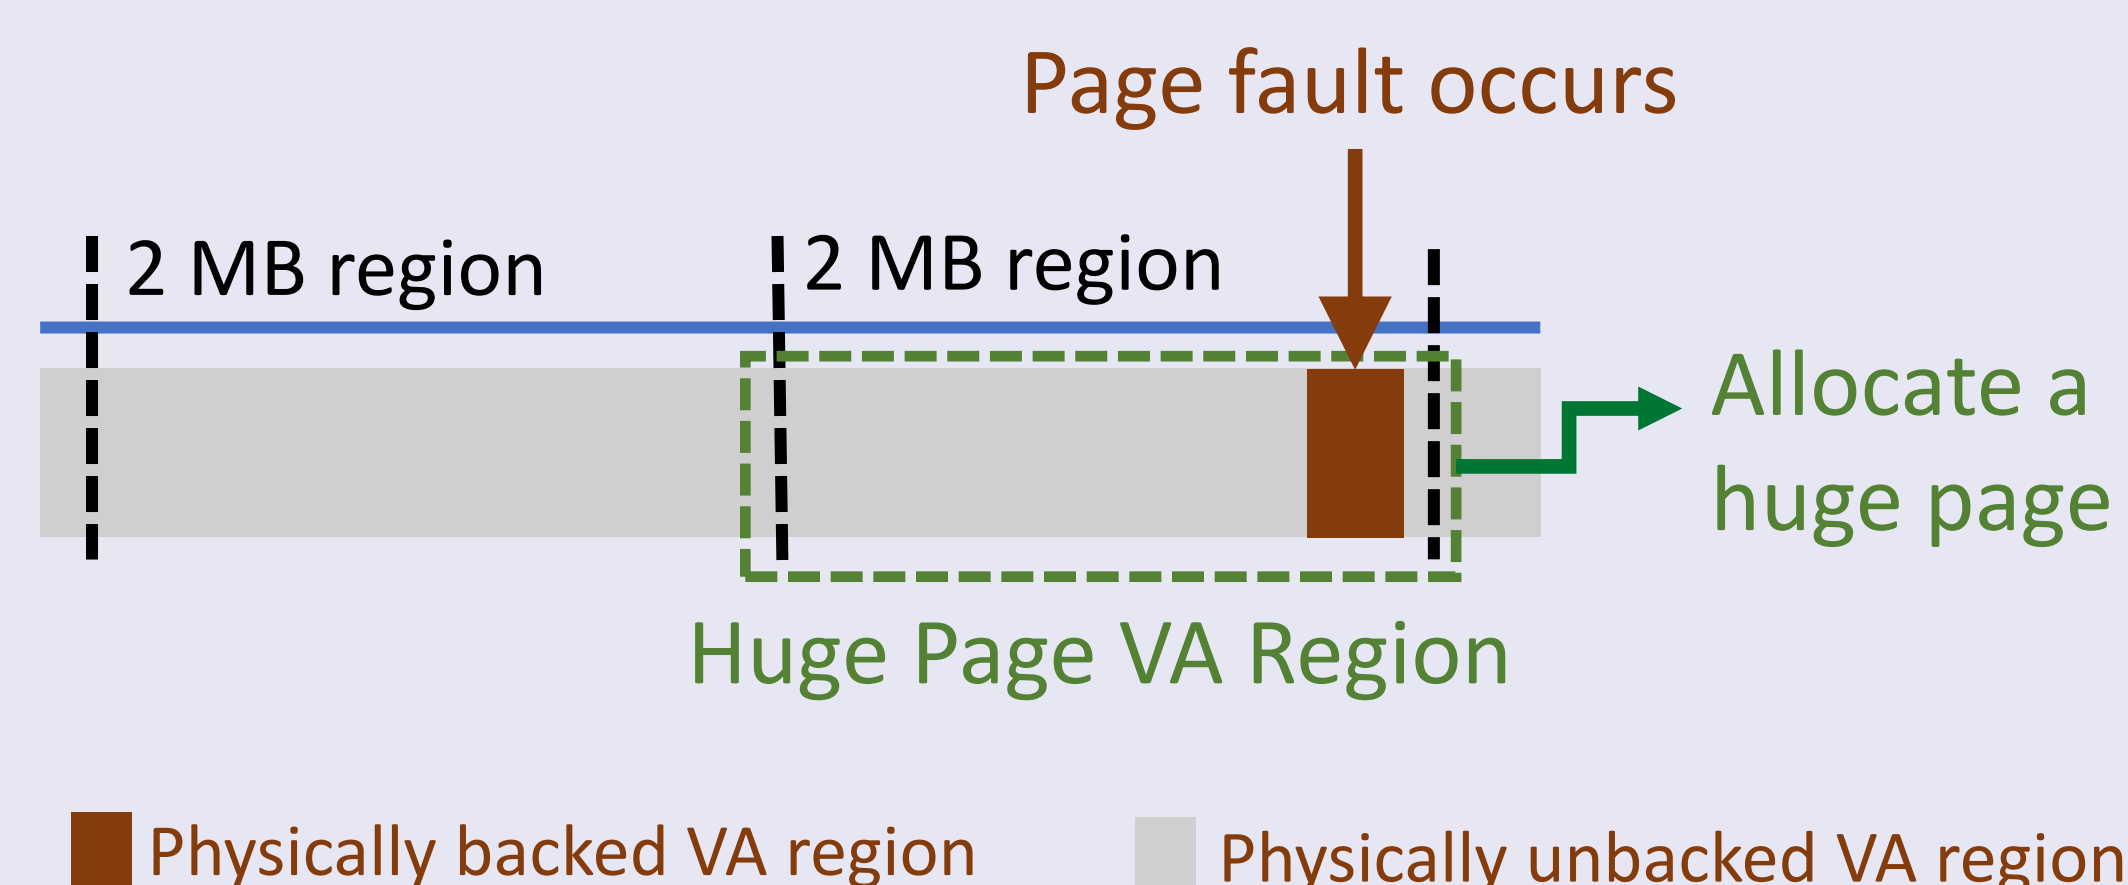 Page fault occurs
2 MB region
2 MB region
Allocate a
huge page
Huge Page VA Region
Physically backed VA region
Physically unbacked VA region